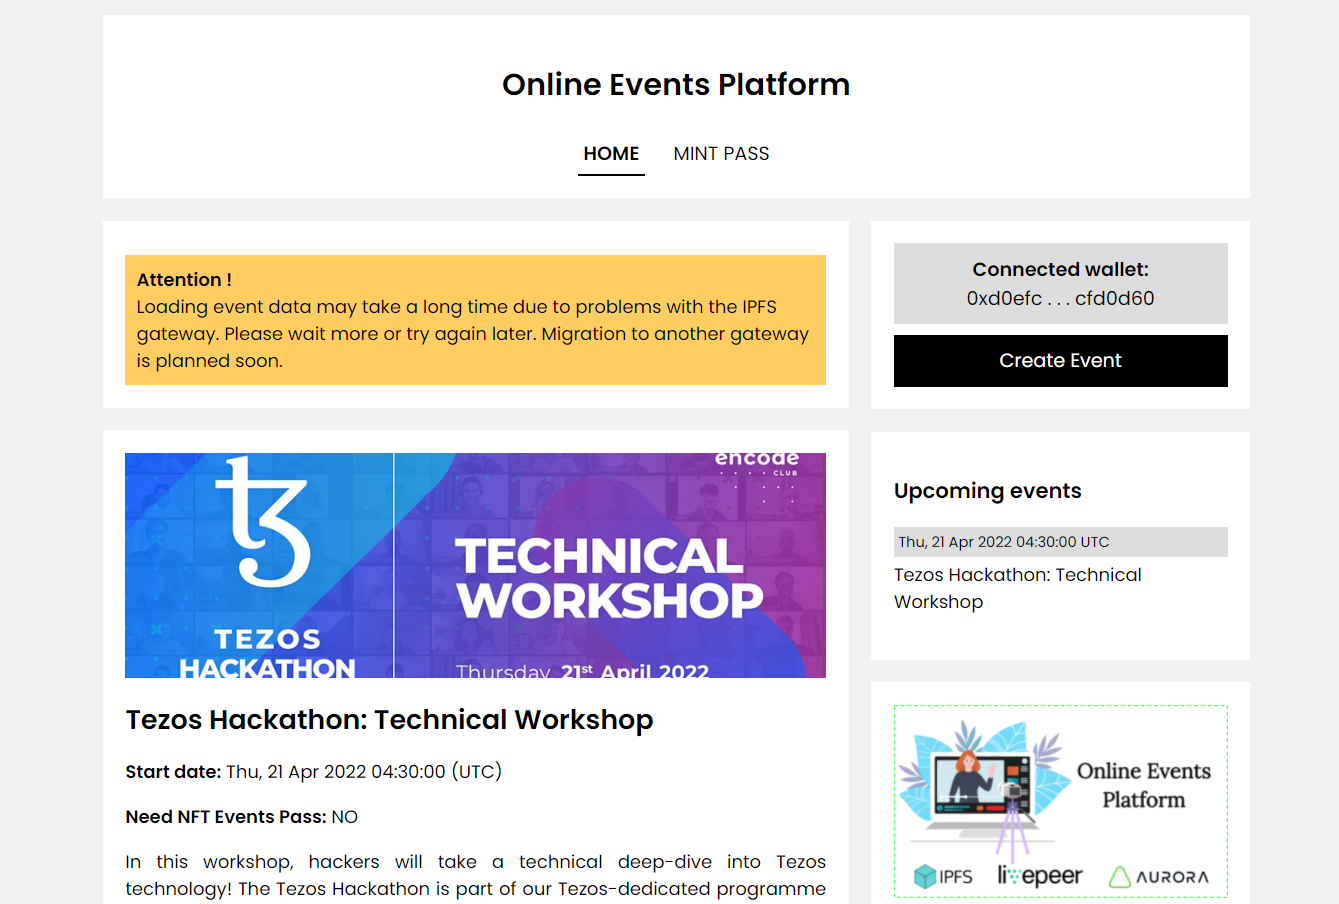 Online Events Platform
HOME MINT PASS
Attention !
Loading event data may take a long time due to problems with the IPFS
gateway. Please wait more or try again later. Migration to another gateway
is planned soon.
Connected wallet:
0xd0efc . . . cfd0d60
Create Event
encode
CLUB
TEZOS
HACKATHON
TECHNICAL
WORKSHOP
Thursday, 21st April 2022
Tezos Hackathon: Technical Workshop
Start date: Thu, 21 Apr 2022 04:30:00 (UTC)
Need NFT Events Pass: NO
In this workshop, hackers will take a technical deep-dive into Tezos
technology! The Tezos Hackathon is part of our Tezos-dedicated programme
Upcoming events
Thu, 21 Apr 2022 04:30:00 UTC
Tezos Hackathon: Technical
Workshop
Online Events
Platform
IPFS livepeer AURORA